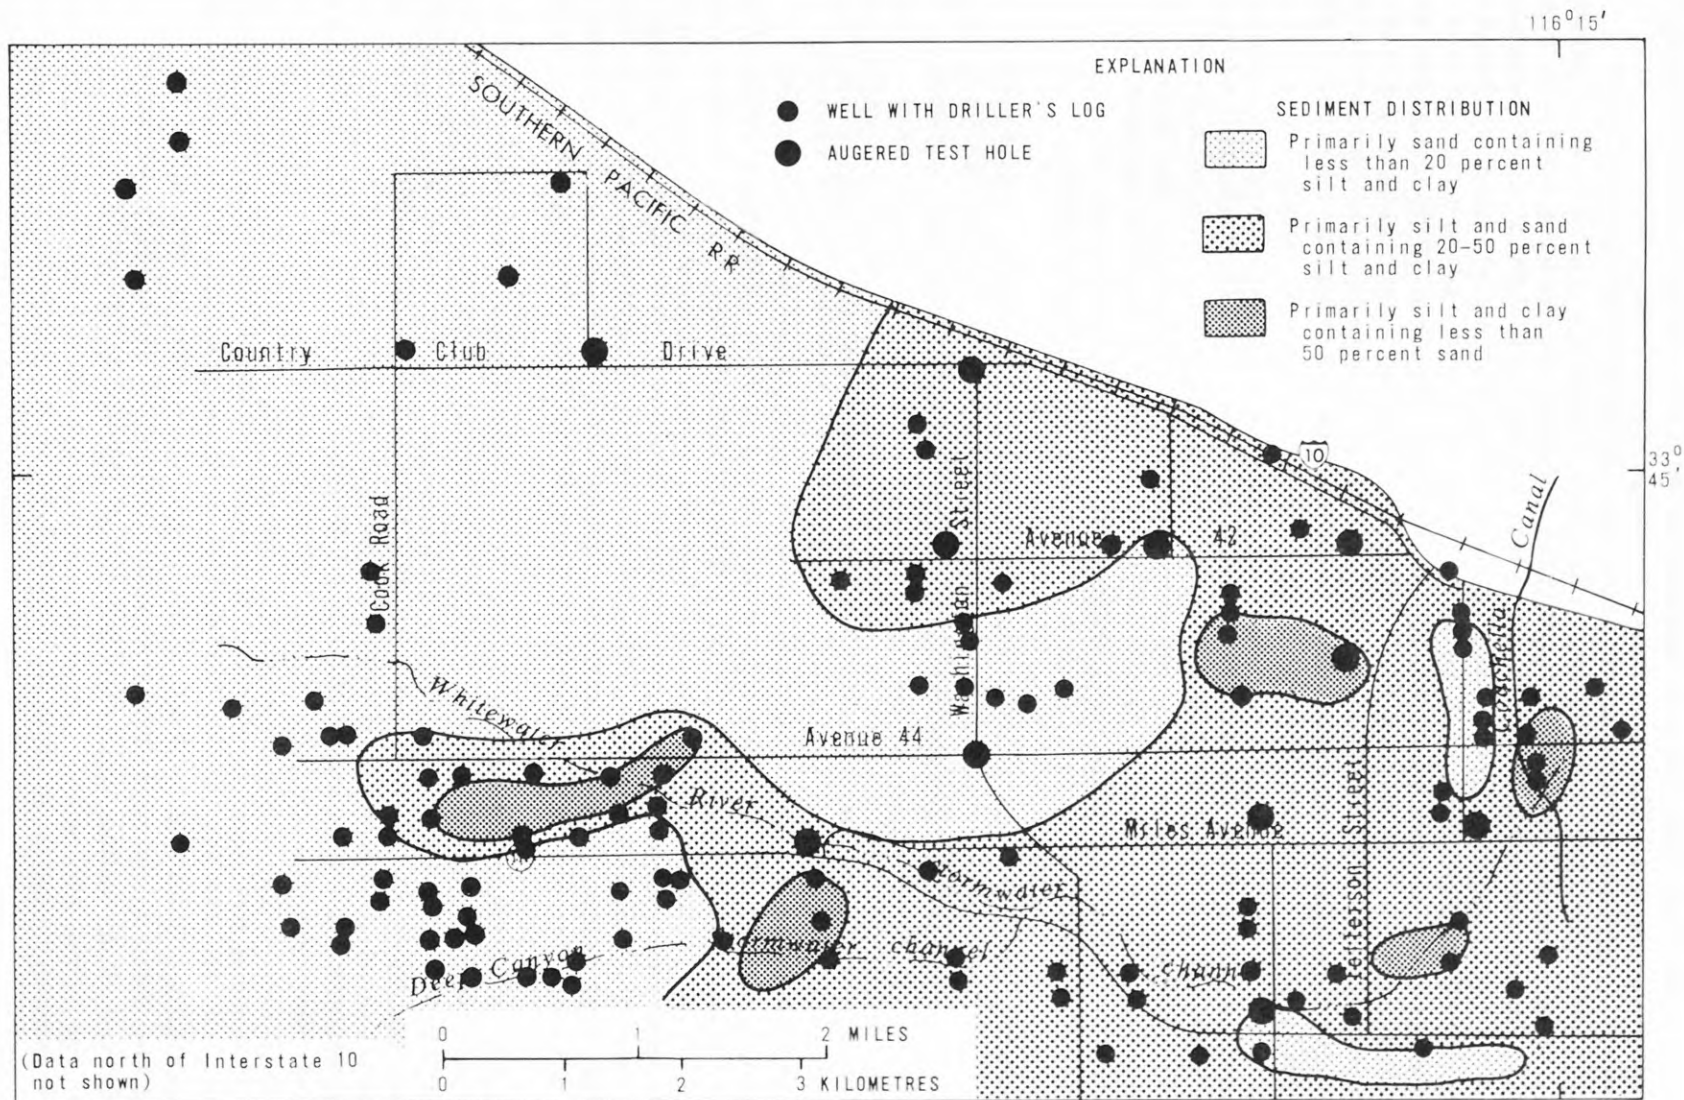 116°15'
EXPLANATION
WELL WITH DRILLER'S LOG
AUGERED TEST HOLE
SEDIMENT DISTRIBUTION
Primarily sand containing
less than 20 percent
silt and clay
Primarily silt and sand
containing 20-50 percent
silt and clay
Primarily silt and clay
containing less than
50 percent sand
SOUTHERN PACIFIC RR
Country Club Drive
33°
45'
10
Canal
Coachella
Cook Road
Washington Street
Avenue 42
Whitewater
River
Avenue 44
Miles Avenue
Jefferson Street
Stormwater
channel
Deep Canyon
Stormwater channel
0 1 2 MILES
0 1 2 3 KILOMETRES
(Data north of Interstate 10
not shown)